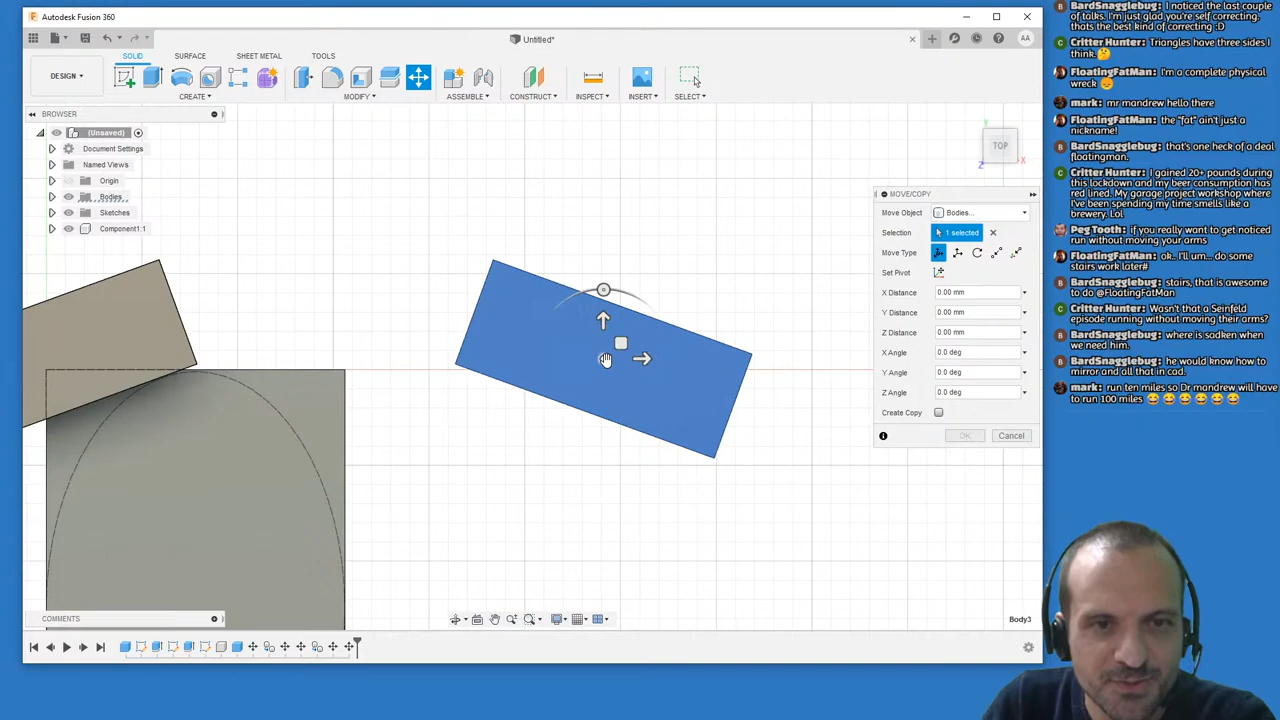 Autodesk Fusion 360
Untitled*
AA
DESIGN
SOLID
SURFACE
SHEET METAL
TOOLS
CREATE
MODIFY
ASSEMBLE
CONSTRUCT
INSPECT
INSERT
SELECT
BROWSER
(Unsaved)
Document Settings
Named Views
Origin
Bodies
Sketches
Component1:1
Y
TOP
X
Z
MOVE/COPY
Move Object
Bodies...
Selection
1 selected
Move Type
Set Pivot
X Distance
0.00 mm
Y Distance
0.00 mm
Z Distance
0.00 mm
X Angle
0.0 deg
Y Angle
0.0 deg
Z Angle
0.0 deg
Create Copy
OK
Cancel
COMMENTS
Body3
BardSnagglebug: I noticed the last couple
of talks. I'm just glad you're self correcting,
thats the best kind of correcting :D
Critter Hunter: Triangles have three sides I
think
FloatingFatMan: I'm a complete physical
wreck
mark: mr mandrew hello there
FloatingFatMan: the "fat" ain't just a
nickname!
BardSnagglebug: that's one heck of a deal
floatingman.
Critter Hunter: I gained 20+ pounds during
this lockdown and my beer consumption has
red lined. My garage project workshop where
I've been spending my time smells like a
brewery. Lol
Peg Tooth: if you really want to get noticed
run without moving your arms
FloatingFatMan: ok.. I'll um.. do some
stairs work later#
BardSnagglebug: stairs, that is awesome
to do @FloatingFatMan
Critter Hunter: Wasn't that a Seinfeld
episode running without moving their arms?
BardSnagglebug: where is sadken
when we need him.
BardSnagglebug: he would know how to
mirror and all that in cad.
mark: run ten miles so Dr mandrew will have
to run 100 miles